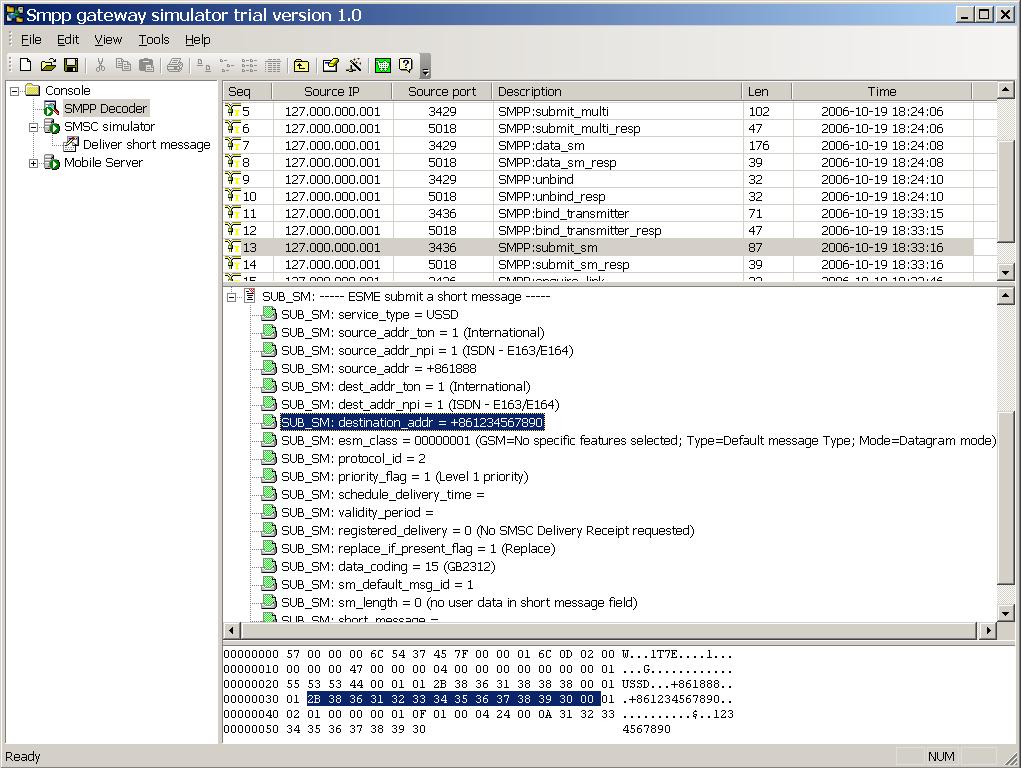 Smpp gateway simulator trial version 1.0
File Edit View Tools Help
Console
SMPP Decoder
SMSC simulator
Deliver short message
Mobile Server
Seq Source IP Source port Description Len Time
5 127.000.000.001 3429 SMPP:submit_multi 102 2006-10-19 18:24:06
6 127.000.000.001 5018 SMPP:submit_multi_resp 47 2006-10-19 18:24:06
7 127.000.000.001 3429 SMPP:data_sm 176 2006-10-19 18:24:08
8 127.000.000.001 5018 SMPP:data_sm_resp 39 2006-10-19 18:24:08
9 127.000.000.001 3429 SMPP:unbind 32 2006-10-19 18:24:10
10 127.000.000.001 5018 SMPP:unbind_resp 32 2006-10-19 18:24:10
11 127.000.000.001 3436 SMPP:bind_transmitter 71 2006-10-19 18:33:15
12 127.000.000.001 5018 SMPP:bind_transmitter_resp 47 2006-10-19 18:33:15
13 127.000.000.001 3436 SMPP:submit_sm 87 2006-10-19 18:33:16
14 127.000.000.001 5018 SMPP:submit_sm_resp 39 2006-10-19 18:33:16
SUB_SM: ----- ESME submit a short message -----
SUB_SM: service_type = USSD
SUB_SM: source_addr_ton = 1 (International)
SUB_SM: source_addr_npi = 1 (ISDN - E163/E164)
SUB_SM: source_addr = +861888
SUB_SM: dest_addr_ton = 1 (International)
SUB_SM: dest_addr_npi = 1 (ISDN - E163/E164)
SUB_SM: destination_addr = +861234567890
SUB_SM: esm_class = 00000001 (GSM=No specific features selected; Type=Default message Type; Mode=Datagram mode)
SUB_SM: protocol_id = 2
SUB_SM: priority_flag = 1 (Level 1 priority)
SUB_SM: schedule_delivery_time =
SUB_SM: validity_period =
SUB_SM: registered_delivery = 0 (No SMSC Delivery Receipt requested)
SUB_SM: replace_if_present_flag = 1 (Replace)
SUB_SM: data_coding = 15 (GB2312)
SUB_SM: sm_default_msg_id = 1
SUB_SM: sm_length = 0 (no user data in short message field)
SUB_SM: short_message =
00000000 57 00 00 00 6C 54 37 45 7F 00 00 01 6C 0D 02 00 W...lT7E....l...
00000010 00 00 00 47 00 00 00 04 00 00 00 00 00 00 00 01 ...G............
00000020 55 53 53 44 00 01 01 2B 38 36 31 38 38 38 00 01 USSD...+861888..
00000030 01 2B 38 36 31 32 33 34 35 36 37 38 39 30 00 01 .+861234567890..
00000040 02 01 00 00 00 01 0F 01 00 04 24 00 0A 31 32 33 ..........$..123
00000050 34 35 36 37 38 39 30 4567890
Ready NUM